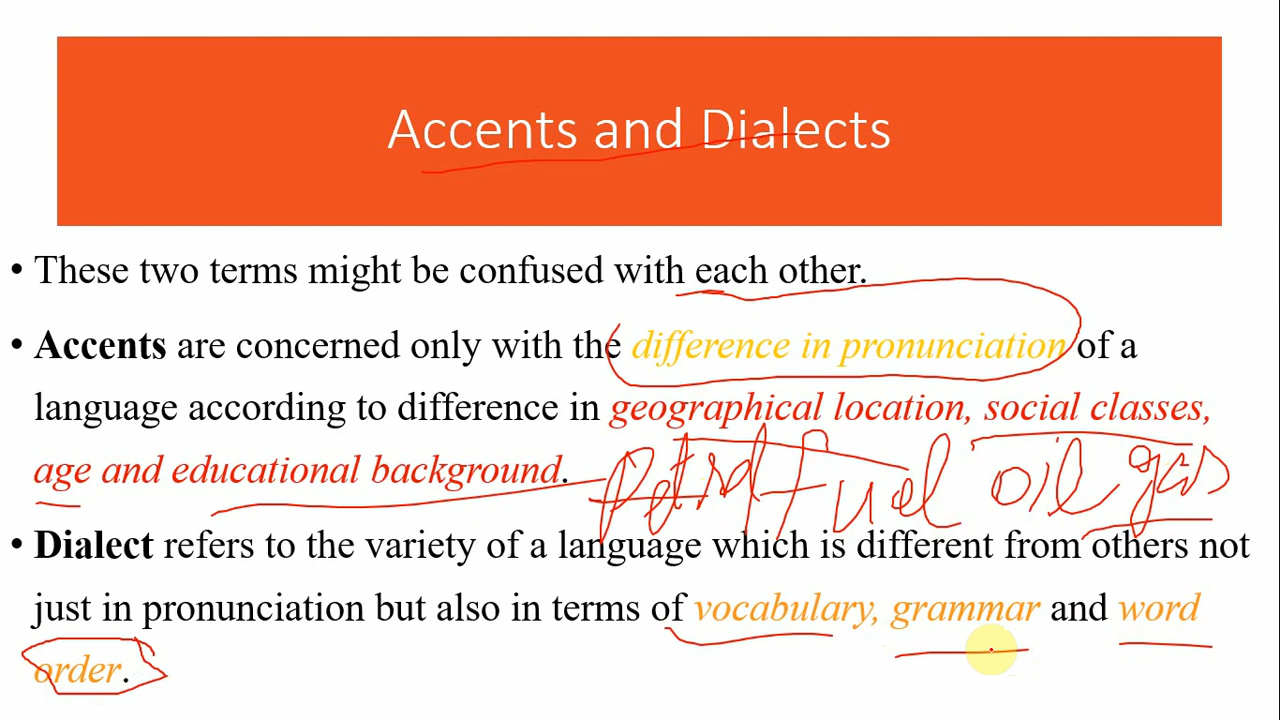 Accents and Dialects
• These two terms might be confused with each other.
• Accents are concerned only with the difference in pronunciation of a
language according to difference in geographical location, social classes,
age and educational background.
Petrol Fuel oil gas
• Dialect refers to the variety of a language which is different from others not
just in pronunciation but also in terms of vocabulary, grammar and word
order.